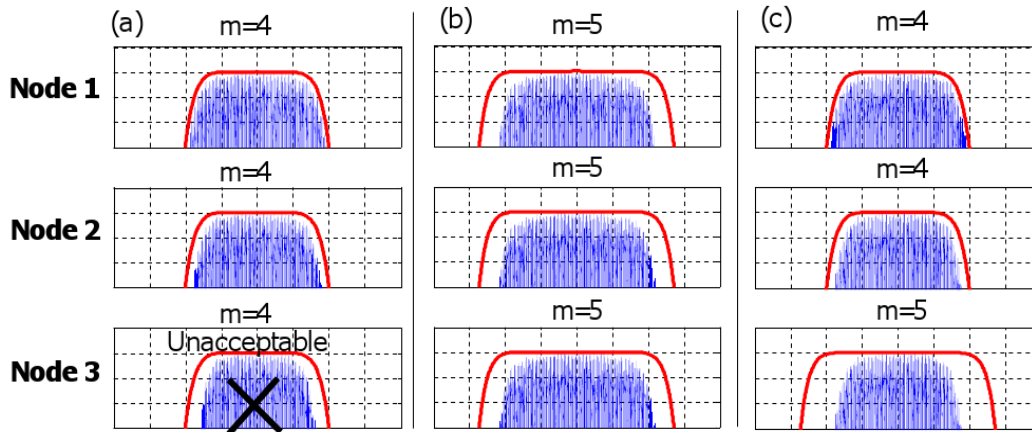 (a) (b) (c)
m=4 m=5 m=4
Node 1
m=4 m=5 m=4
Node 2
m=4 m=5 m=5
Unacceptable
Node 3